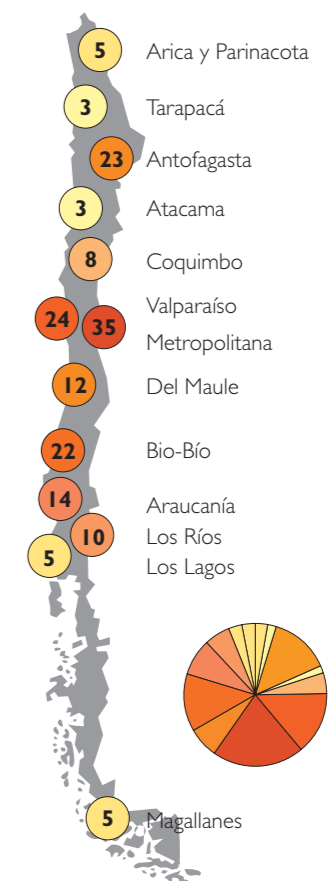 5 Arica y Parinacota
3 Tarapacá
23 Antofagasta
3 Atacama
8 Coquimbo
24 Valparaíso
35 Metropolitana
12 Del Maule
22 Bio-Bío
14 Araucanía
10 Los Ríos
5 Los Lagos
5 Magallanes